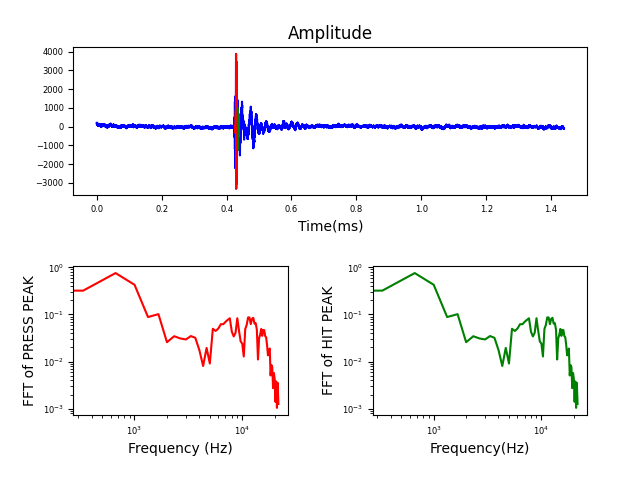 Amplitude
4000
3000
2000
1000
0
−1000
−2000
−3000
0.0 0.2 0.4 0.6 0.8 1.0 1.2 1.4
Time(ms)
FFT of PRESS PEAK
10⁰
10⁻¹
10⁻²
10⁻³
10³ 10⁴
Frequency (Hz)
FFT of HIT PEAK
10⁰
10⁻¹
10⁻²
10⁻³
10³ 10⁴
Frequency(Hz)